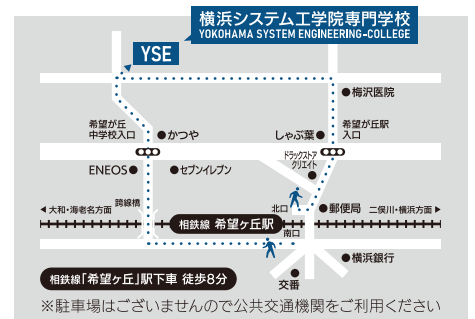 横浜システム工学院専門学校
YOKOHAMA SYSTEM ENGINEERING-COLLEGE
YSE
梅沢医院
希望が丘
中学校入口
かつや
しゃぶ葉
希望が丘駅
入口
ドラッグストア
クリエイト
ENEOS
セブンイレブン
跨線橋
北口
郵便局
大和・海老名方面
相鉄線 希望ヶ丘駅
二俣川・横浜方面
南口
横浜銀行
相鉄線「希望ヶ丘」駅下車 徒歩8分
交番
※駐車場はございませんので公共交通機関をご利用ください